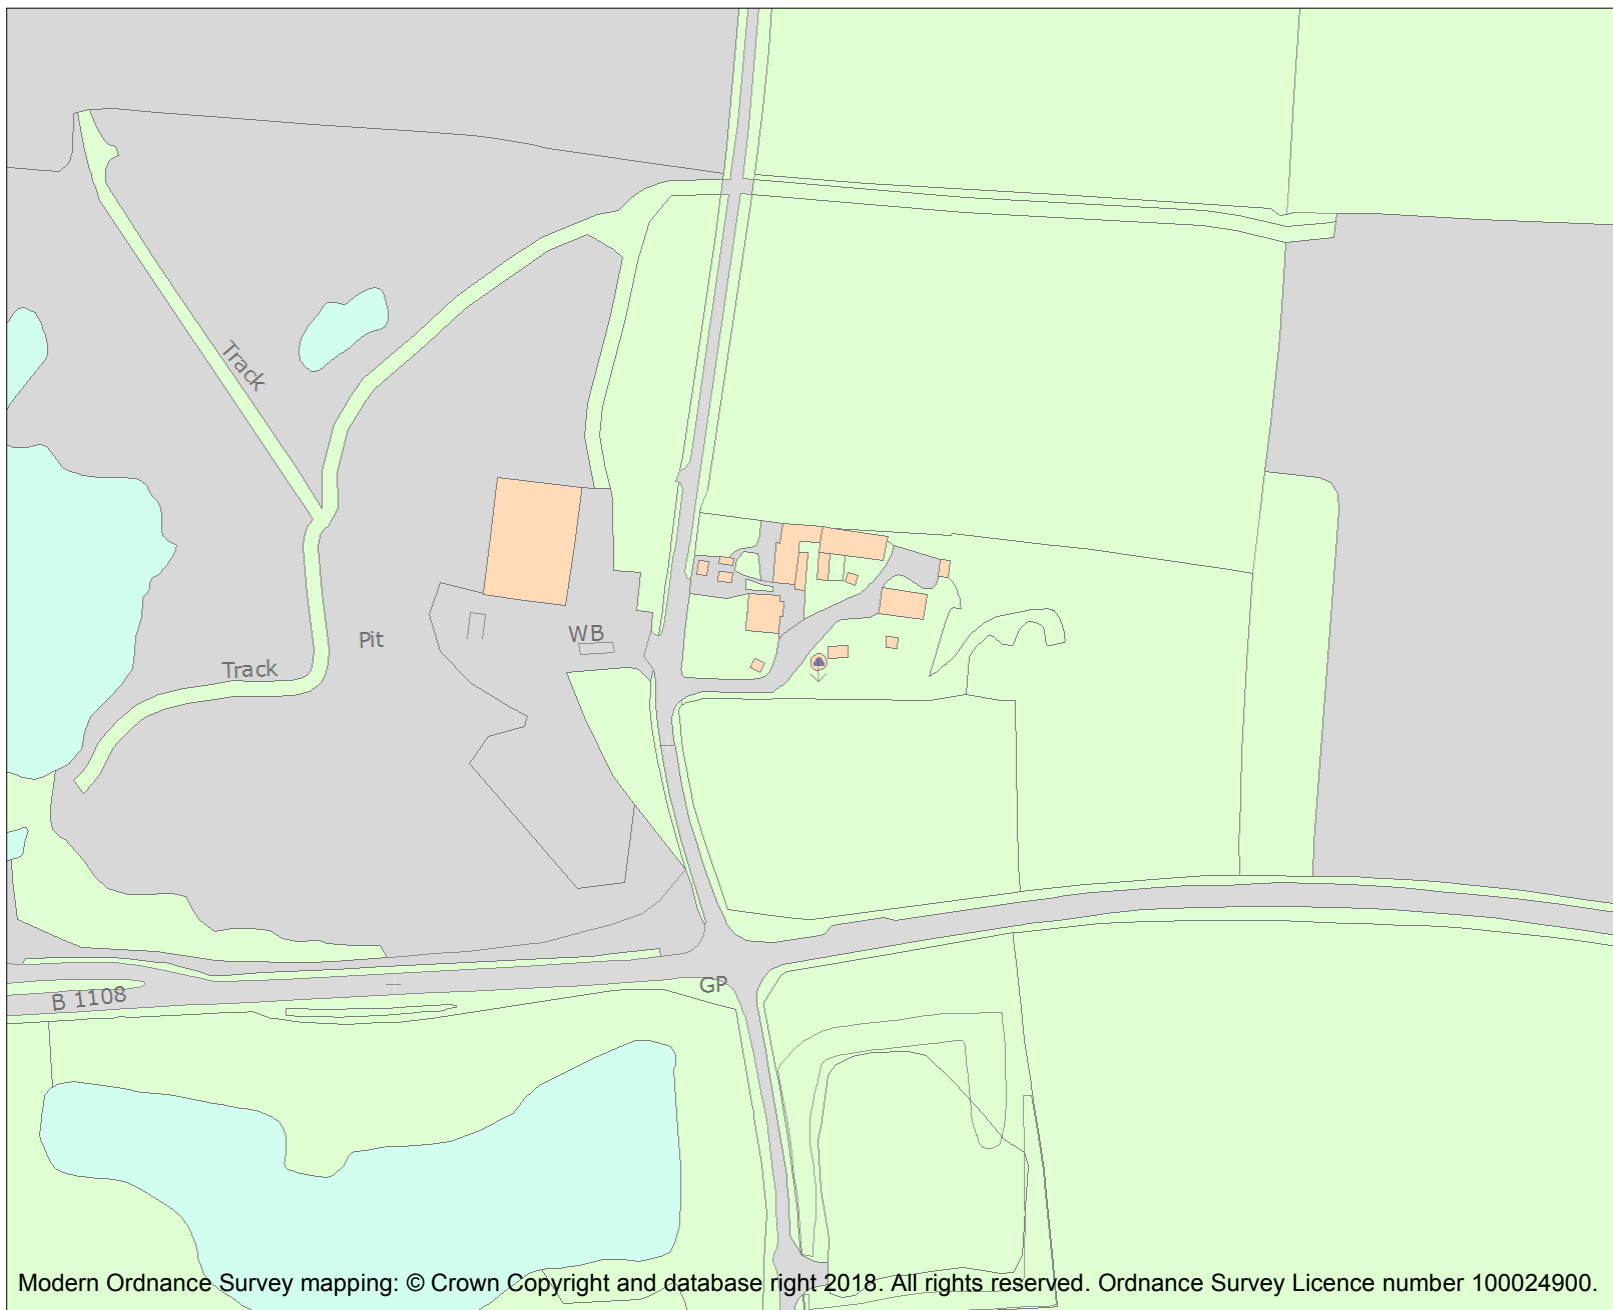 Track
WB
Pit
Track
GP
B 1108
Modern Ordnance Survey mapping: © Crown Copyright and database right 2018. All rights reserved. Ordnance Survey Licence number 100024900.